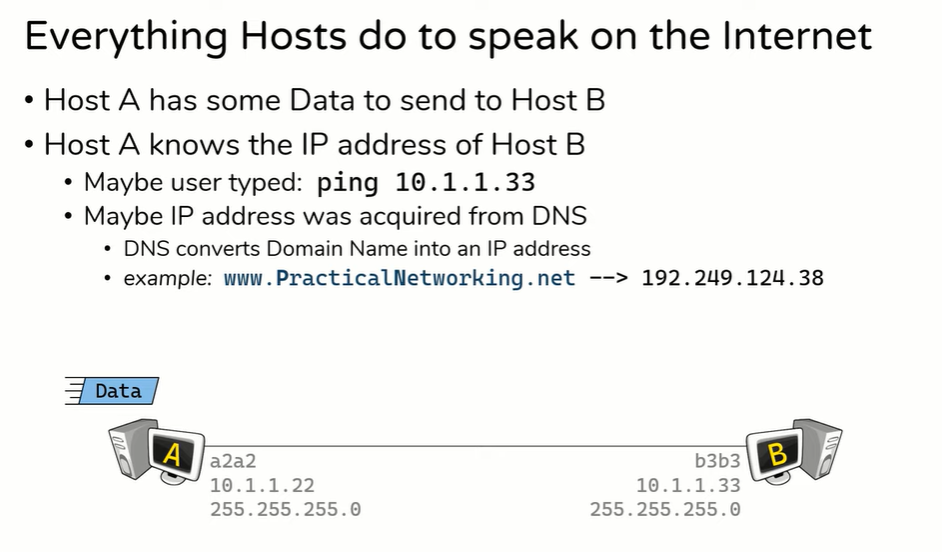 Everything Hosts do to speak on the Internet
• Host A has some Data to send to Host B
• Host A knows the IP address of Host B
• Maybe user typed: ping 10.1.1.33
• Maybe IP address was acquired from DNS
• DNS converts Domain Name into an IP address
• example: www.PracticalNetworking.net --> 192.249.124.38
Data
A
B
a2a2
b3b3
10.1.1.22
10.1.1.33
255.255.255.0
255.255.255.0